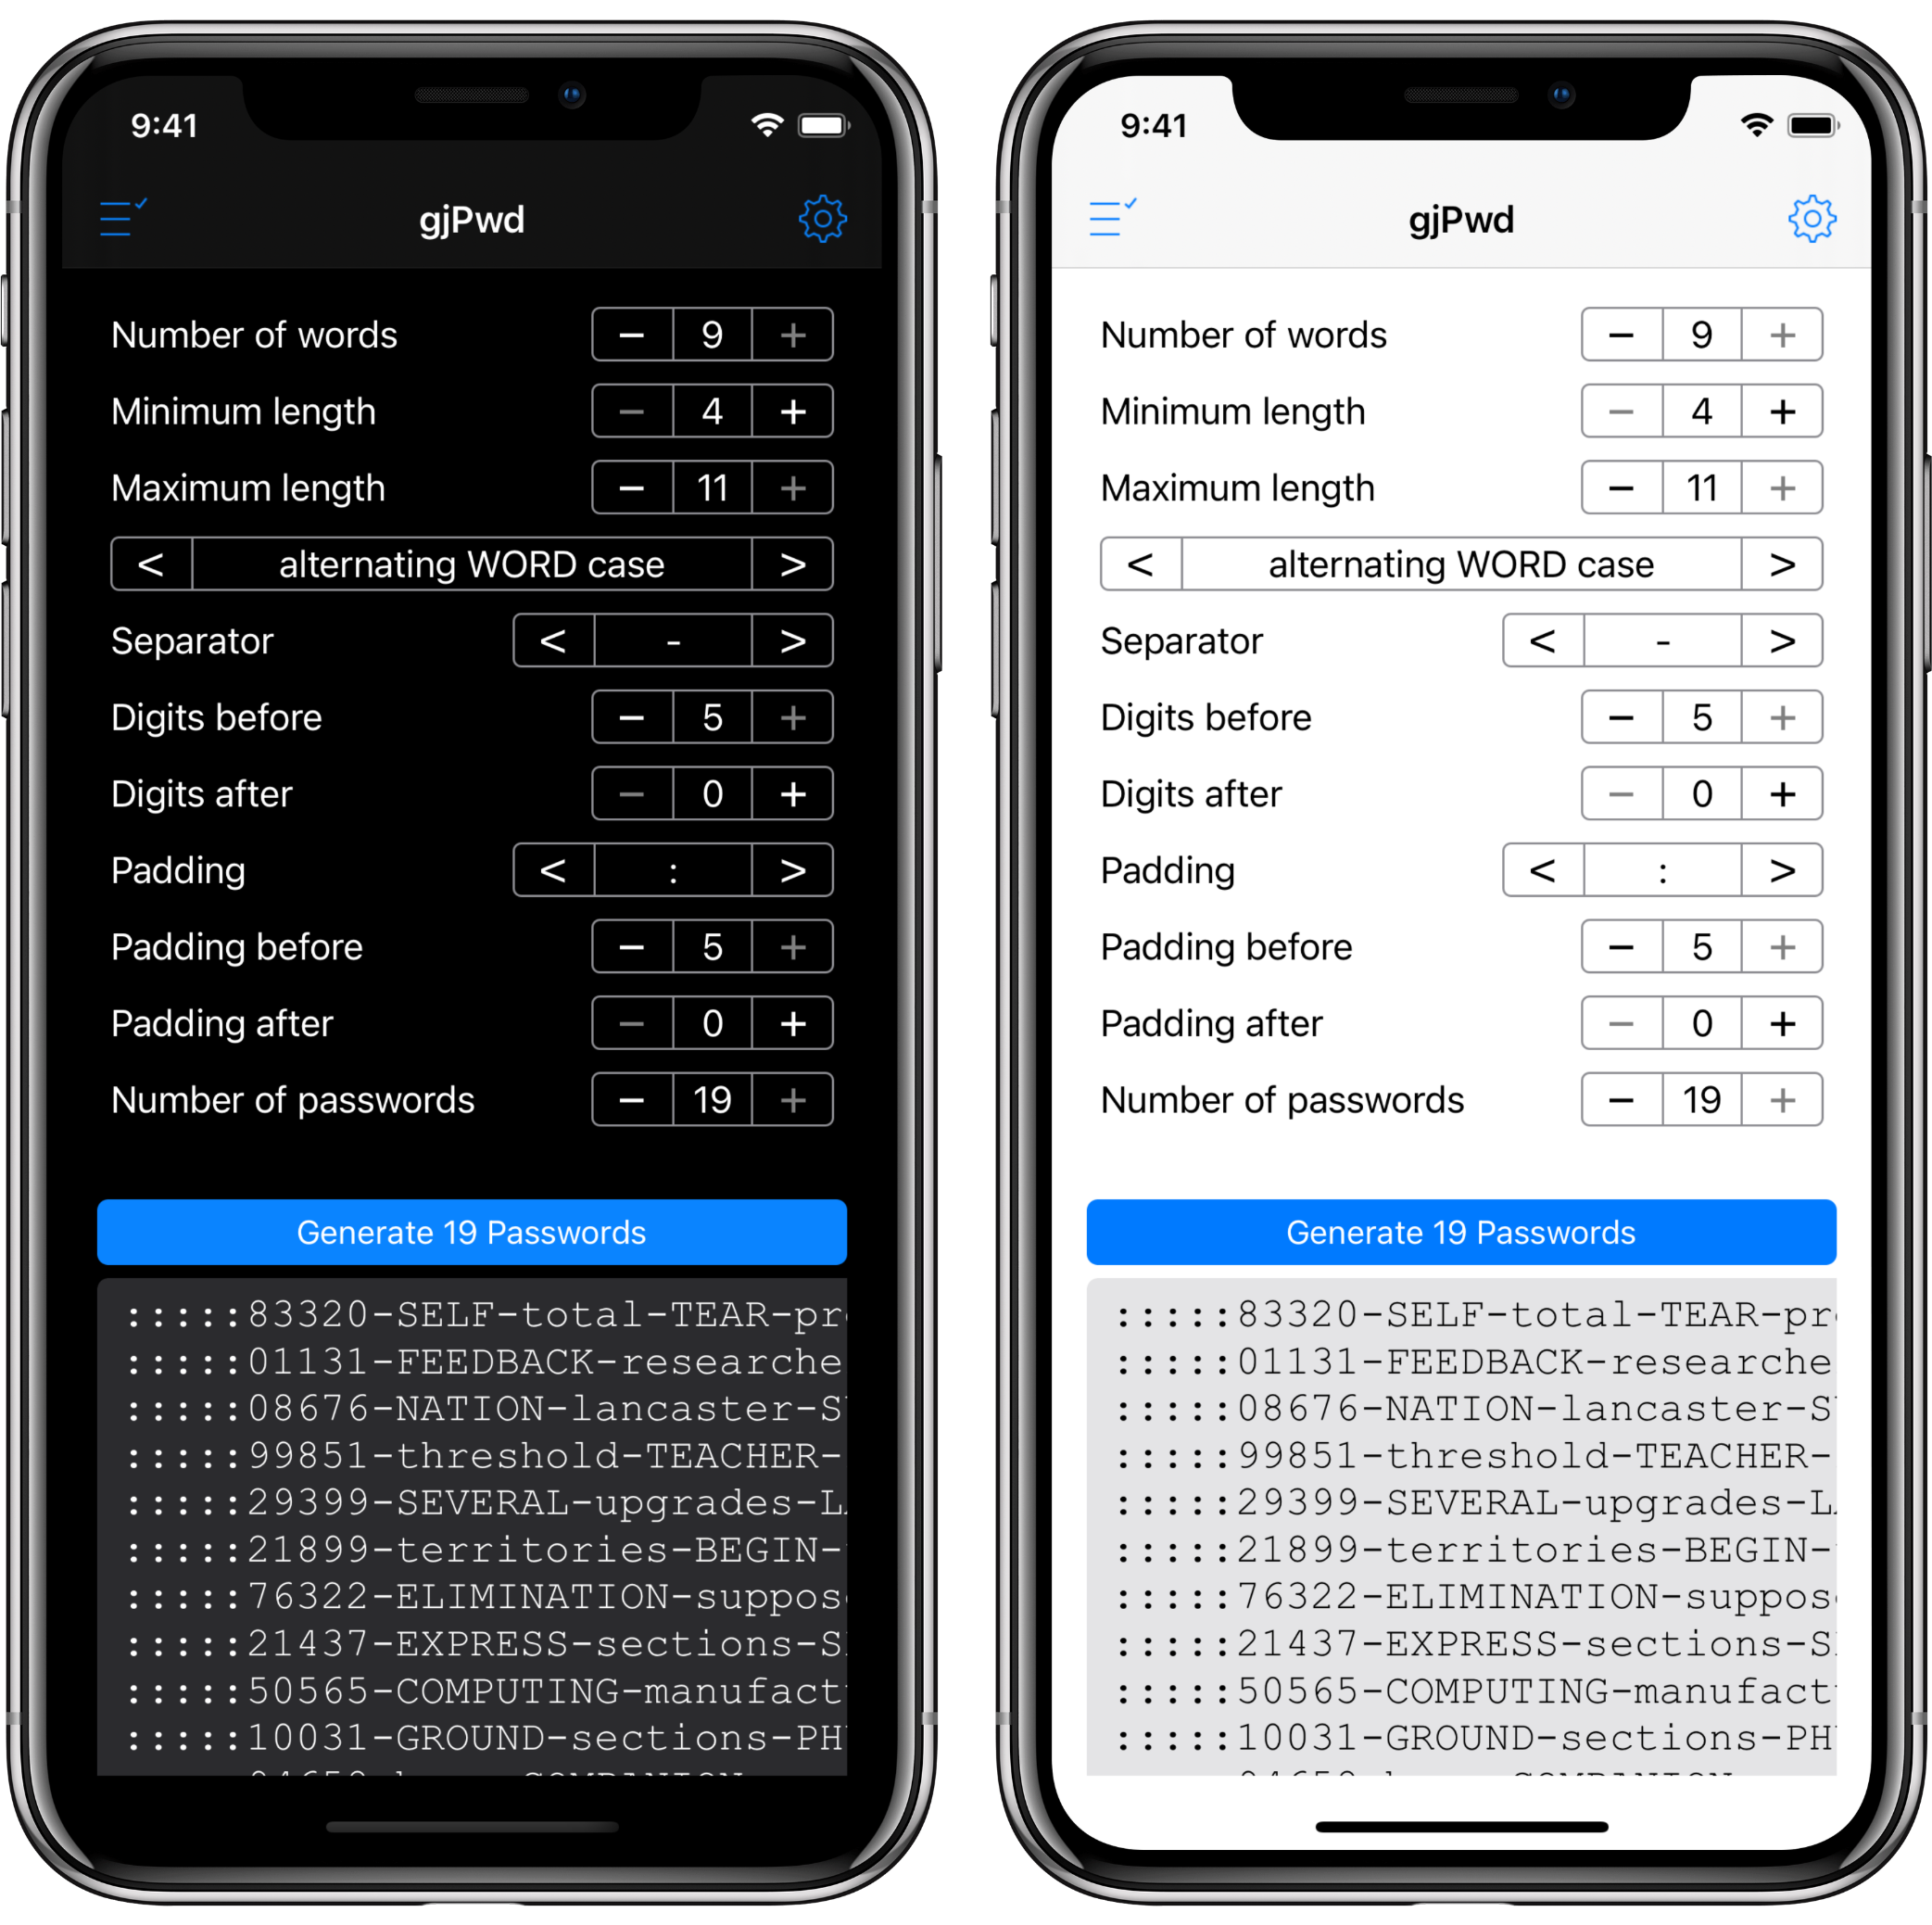 9:41
gjPwd
Number of words - 9 +
Minimum length - 4 +
Maximum length - 11 +
< alternating WORD case >
Separator < - >
Digits before - 5 +
Digits after - 0 +
Padding < : >
Padding before - 5 +
Padding after - 0 +
Number of passwords - 19 +
Generate 19 Passwords
:::::83320-SELF-total-TEAR-pr
:::::01131-FEEDBACK-researche
:::::08676-NATION-lancaster-S
:::::99851-threshold-TEACHER-
:::::29399-SEVERAL-upgrades-L
:::::21899-territories-BEGIN-
:::::76322-ELIMINATION-suppos
:::::21437-EXPRESS-sections-S
:::::50565-COMPUTING-manufact
:::::10031-GROUND-sections-PH
9:41
gjPwd
Number of words - 9 +
Minimum length - 4 +
Maximum length - 11 +
< alternating WORD case >
Separator < - >
Digits before - 5 +
Digits after - 0 +
Padding < : >
Padding before - 5 +
Padding after - 0 +
Number of passwords - 19 +
Generate 19 Passwords
:::::83320-SELF-total-TEAR-pr
:::::01131-FEEDBACK-researche
:::::08676-NATION-lancaster-S
:::::99851-threshold-TEACHER-
:::::29399-SEVERAL-upgrades-L
:::::21899-territories-BEGIN-
:::::76322-ELIMINATION-suppos
:::::21437-EXPRESS-sections-S
:::::50565-COMPUTING-manufact
:::::10031-GROUND-sections-PH